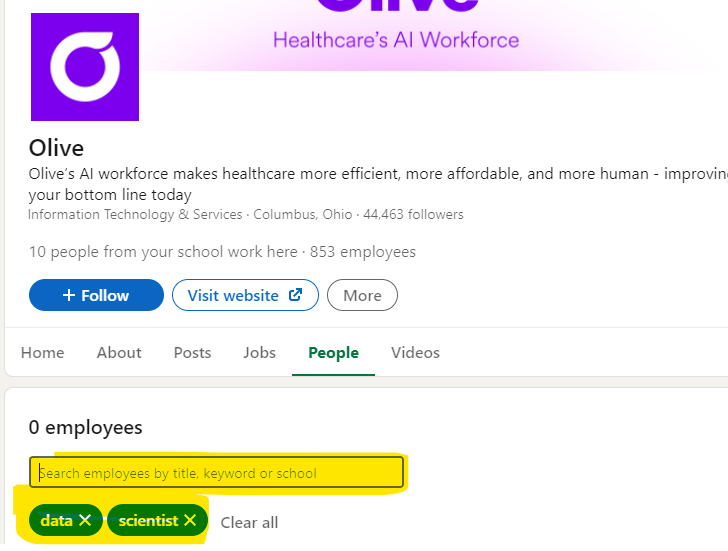 Olive
Healthcare's AI Workforce
Olive
Olive's AI workforce makes healthcare more efficient, more affordable, and more human - improving
your bottom line today
Information Technology & Services · Columbus, Ohio · 44,463 followers
10 people from your school work here · 853 employees
+ Follow
Visit website
More
Home About Posts Jobs People Videos
0 employees
Search employees by title, keyword or school
data × scientist × Clear all